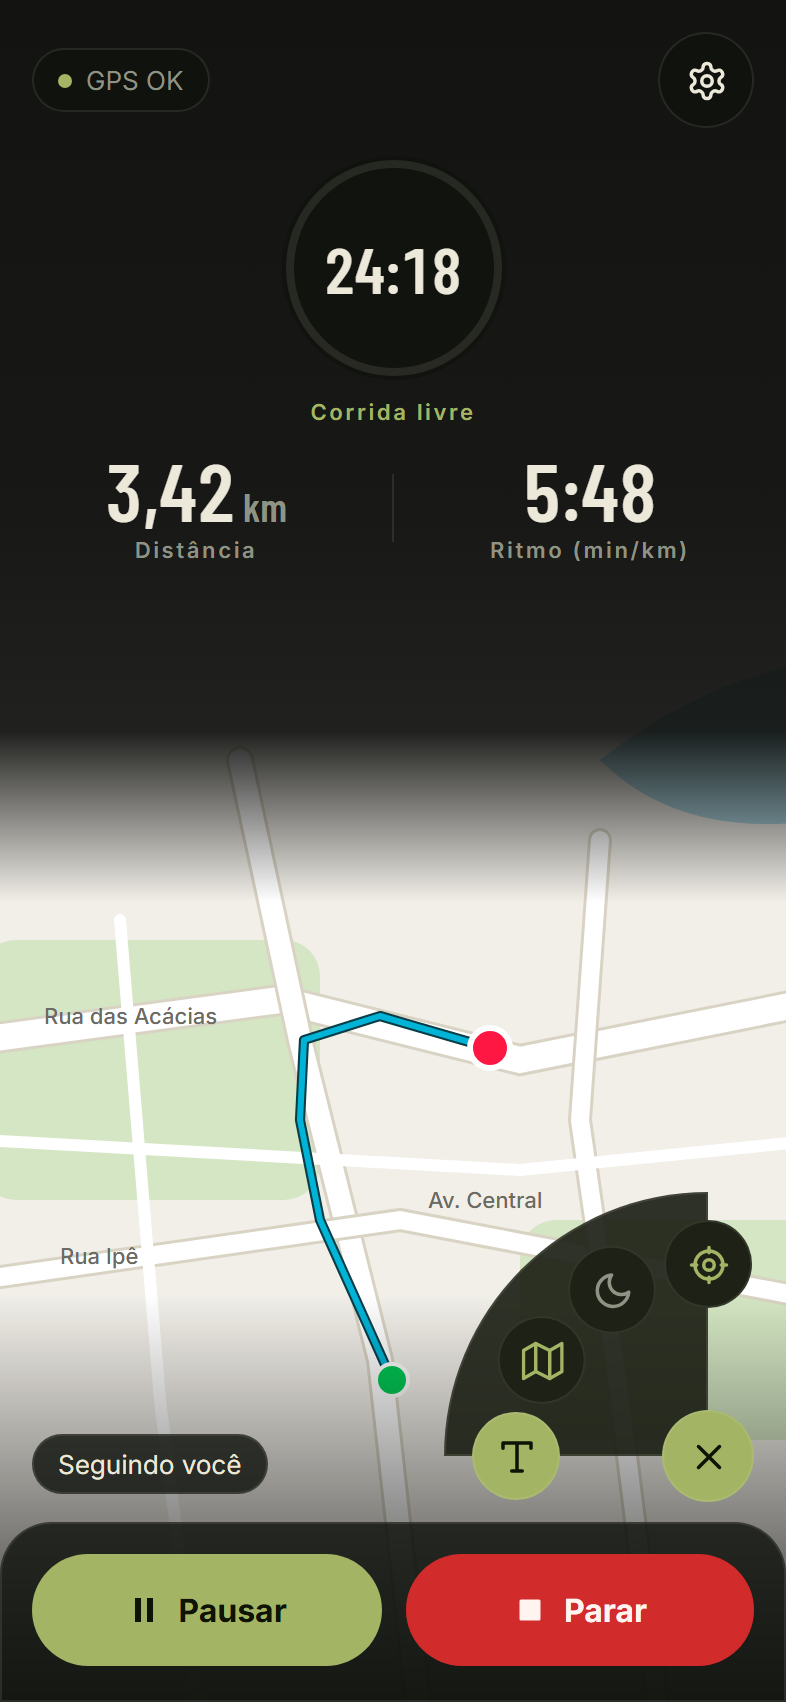 GPS OK
24:18
Corrida livre
3,42 km
Distância
5:48
Ritmo (min/km)
Rua das Acácias
Av. Central
Rua Ipê
Seguindo você
T
Pausar
Parar